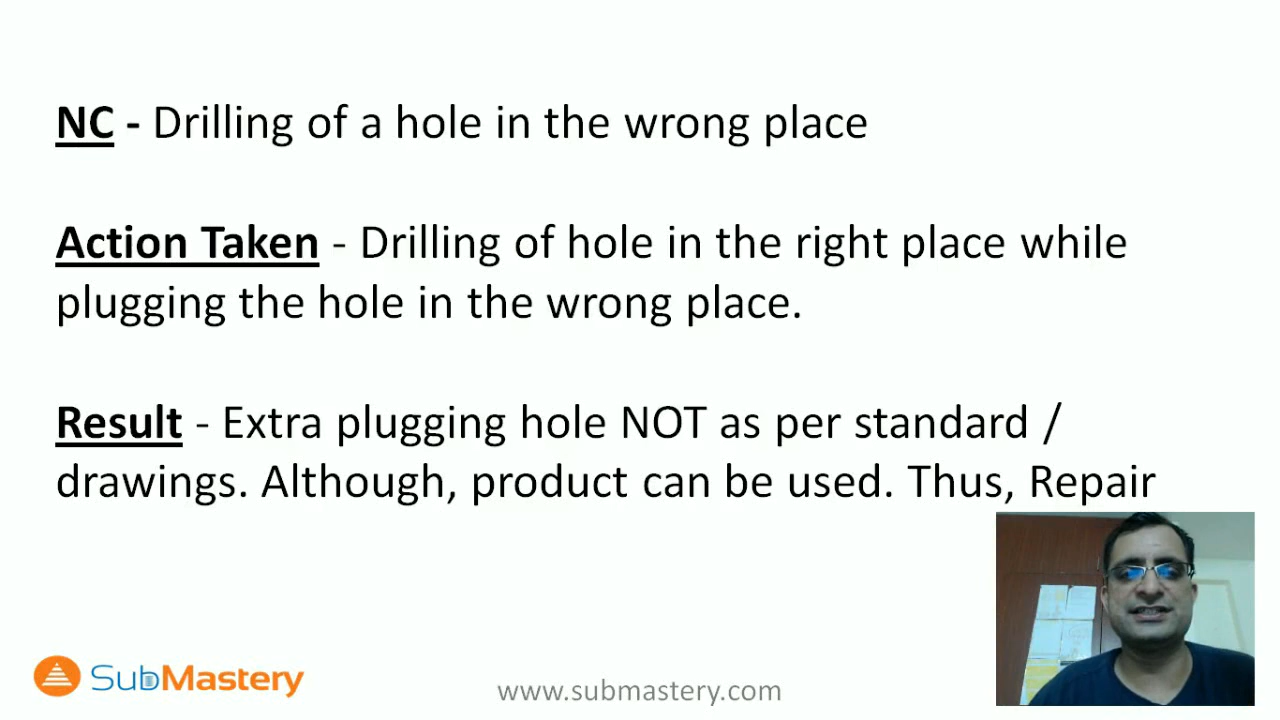 NC - Drilling of a hole in the wrong place
Action Taken - Drilling of hole in the right place while
plugging the hole in the wrong place.
Result - Extra plugging hole NOT as per standard /
drawings. Although, product can be used. Thus, Repair
SubMastery
www.submastery.com